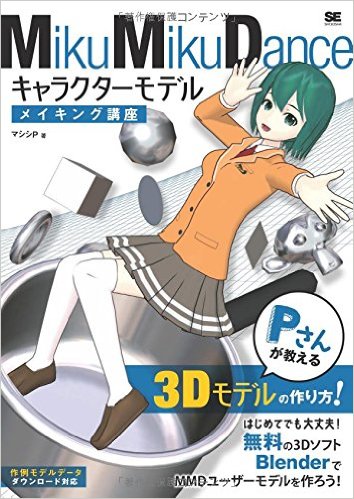 「著作権保護コンテンツ」
SE
SHOEISHA
MikuMikuDance
キャラクターモデル
メイキング講座
マシシP 著
Pさん
が教える
3Dモデルの作り方!
はじめてでも大丈夫!
無料の3Dソフト
Blenderで
MMDユーザーモデルを作ろう!
作例モデルデータ
ダウンロード対応